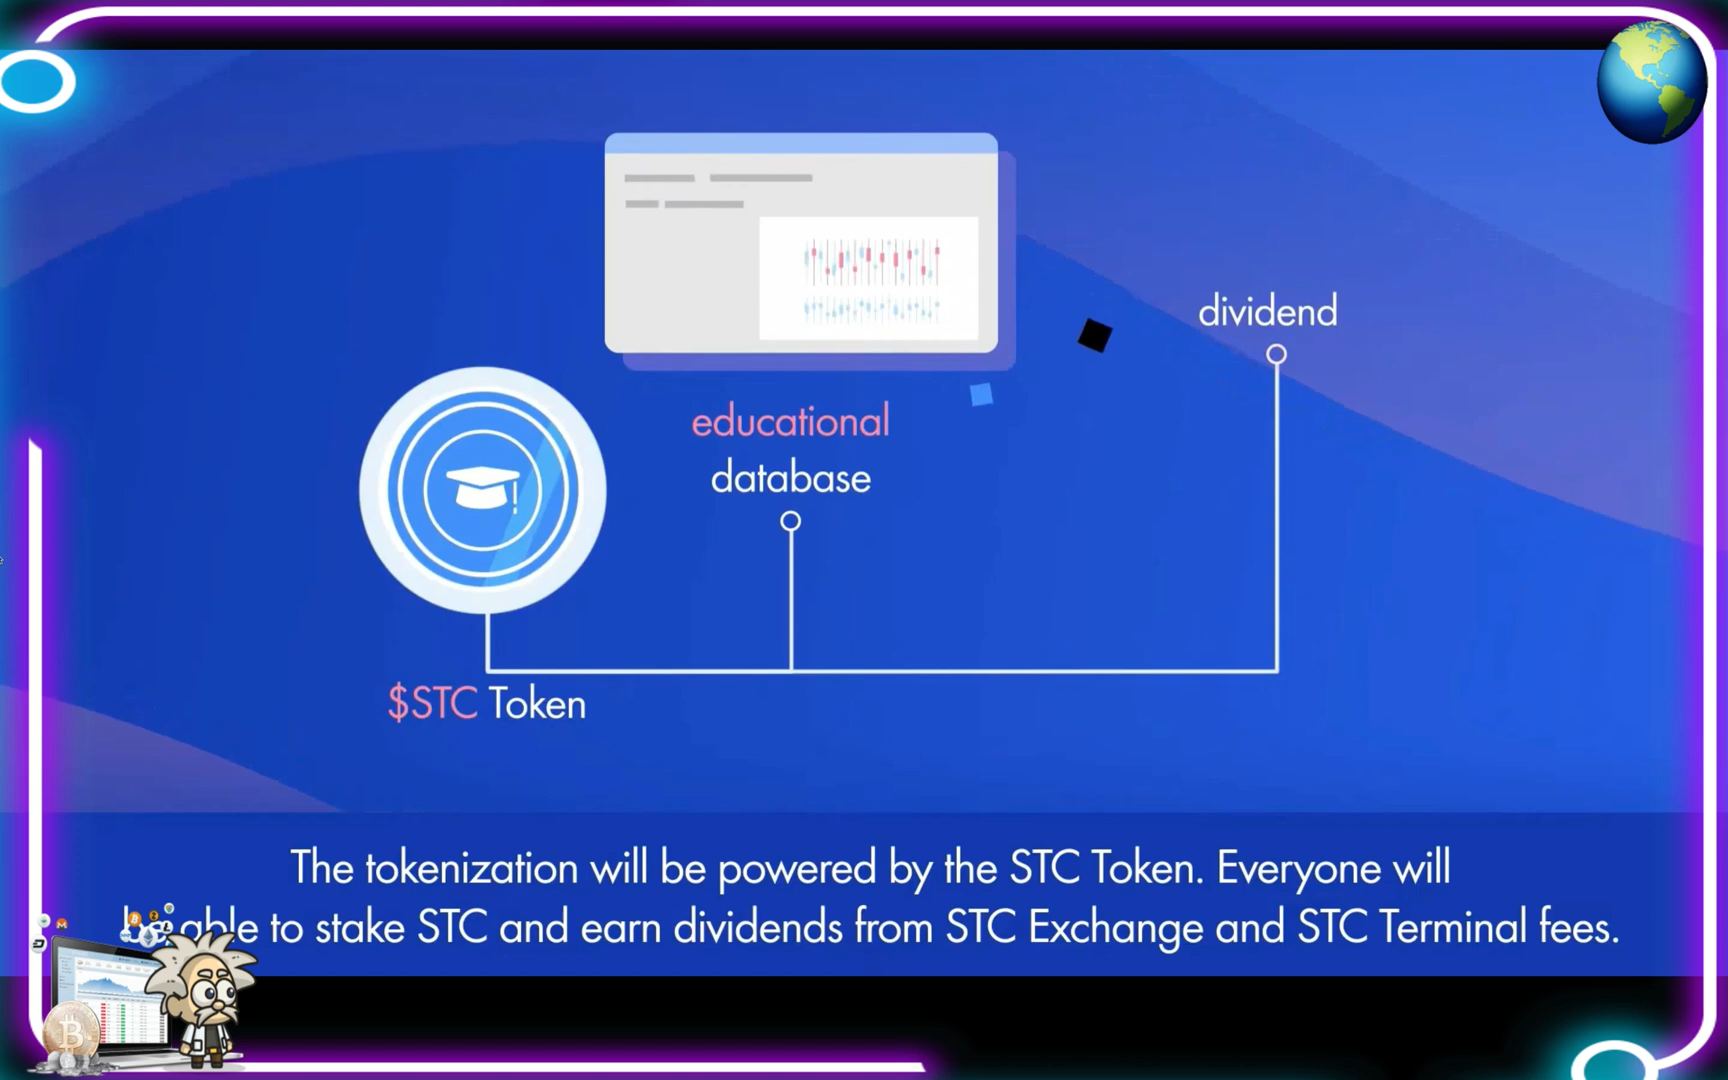 dividend
educational
database
$STC Token
The tokenization will be powered by the STC Token. Everyone will
be able to stake STC and earn dividends from STC Exchange and STC Terminal fees.